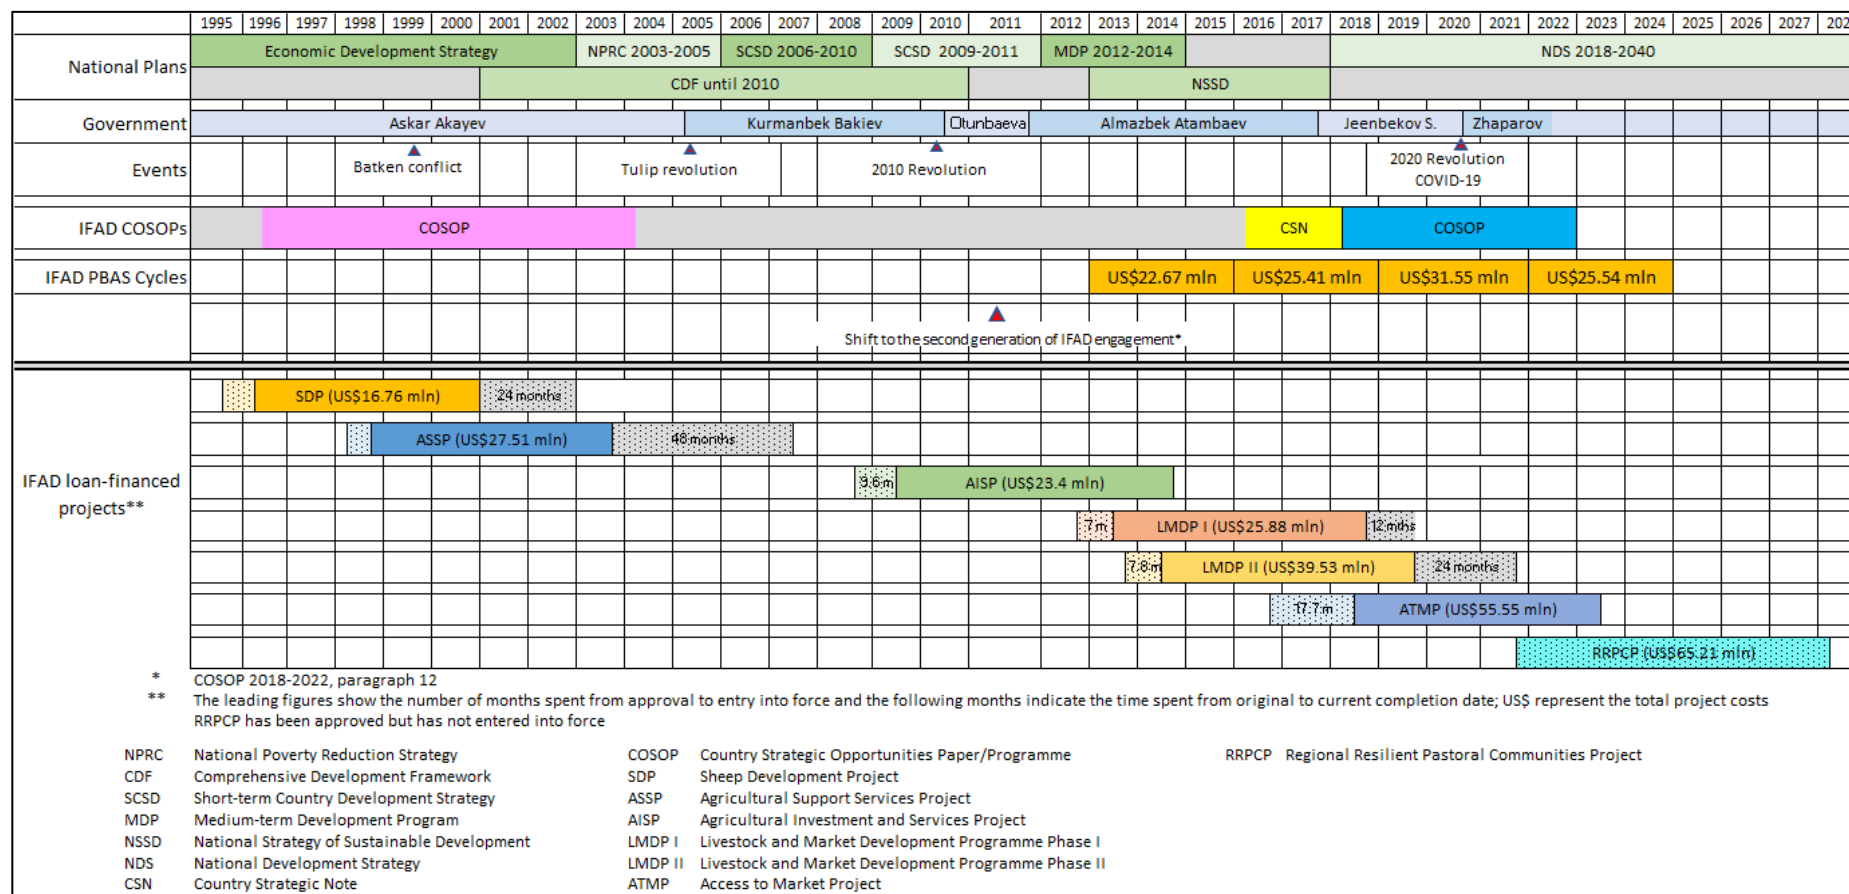 1995 1996 1997 1998 1999 2000 2001 2002 2003 2004 2005 2006 2007 2008 2009 2010 2011 2012 2013 2014 2015 2016 2017 2018 2019 2020 2021 2022 2023 2024 2025 2026 2027 202
National Plans
Economic Development Strategy NPRC 2003-2005 SCSD 2006-2010 SCSD 2009-2011 MDP 2012-2014 NDS 2018-2040
CDF until 2010 NSSD
Government Askar Akayev Kurmanbek Bakiev Otunbaeva Almazbek Atambaev Jeenbekov S. Zhaparov
Events Batken conflict Tulip revolution 2010 Revolution 2020 Revolution
COVID-19
IFAD COSOPs COSOP CSN COSOP
IFAD PBAS Cycles US$22.67 mln US$25.41 mln US$31.55 mln US$25.54 mln
Shift to the second generation of IFAD engagement*
IFAD loan-financed
projects**
SDP (US$16.76 mln) 24 months
ASSP (US$27.51 mln) 48 months
9.6 m AISP (US$23.4 mln)
7 m LMDP I (US$25.88 mln) 12 mths
7.8 m LMDP II (US$39.53 mln) 24 months
17.7 m ATMP (US$55.55 mln)
RRPCP (US$65.21 mln)
* COSOP 2018-2022, paragraph 12
** The leading figures show the number of months spent from approval to entry into force and the following months indicate the time spent from original to current completion date; US$ represent the total project costs
RRPCP has been approved but has not entered into force
NPRC National Poverty Reduction Strategy COSOP Country Strategic Opportunities Paper/Programme RRPCP Regional Resilient Pastoral Communities Project
CDF Comprehensive Development Framework SDP Sheep Development Project
SCSD Short-term Country Development Strategy ASSP Agricultural Support Services Project
MDP Medium-term Development Program AISP Agricultural Investment and Services Project
NSSD National Strategy of Sustainable Development LMDP I Livestock and Market Development Programme Phase I
NDS National Development Strategy LMDP II Livestock and Market Development Programme Phase II
CSN Country Strategic Note ATMP Access to Market Project